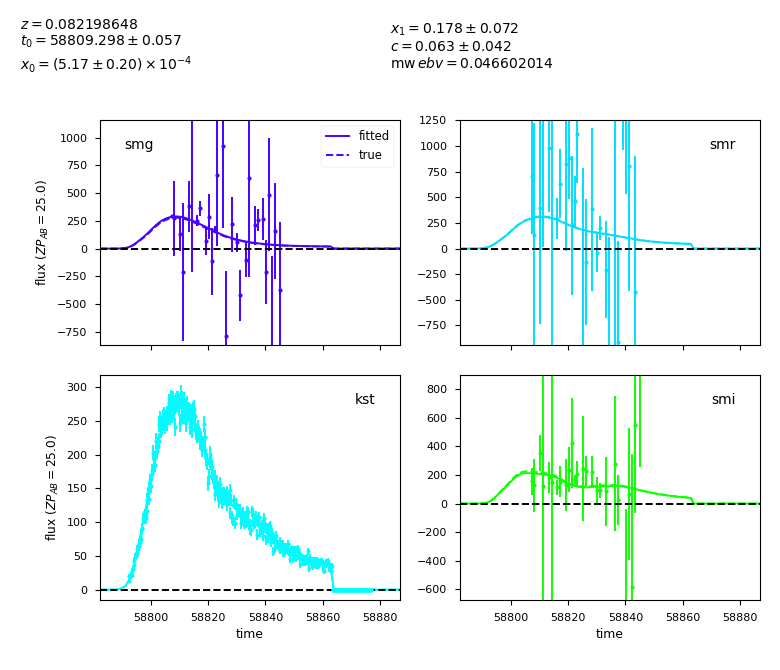 z = 0.082198648
t₀ = 58809.298 ± 0.057
x₀ = (5.17 ± 0.20) × 10⁻⁴
x₁ = 0.178 ± 0.072
c = 0.063 ± 0.042
mw ebv = 0.046602014
smg
fitted
true
1000
750
500
250
0
−250
−500
−750
flux (ZP_AB = 25.0)
smr
1250
1000
750
500
250
0
−250
−500
−750
kst
300
250
200
150
100
50
0
flux (ZP_AB = 25.0)
58800
58820
58840
58860
58880
time
smi
800
600
400
200
0
−200
−400
−600
58800
58820
58840
58860
58880
time